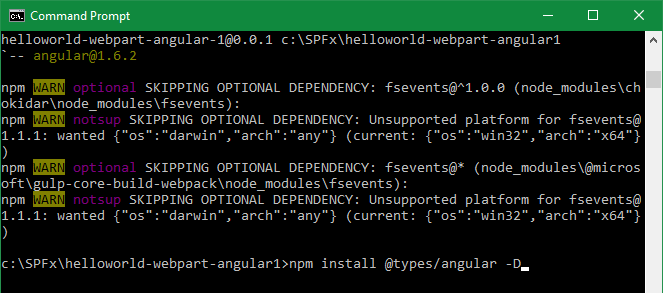 Command Prompt
helloworld-webpart-angular-1@0.0.1 c:\SPFx\helloworld-webpart-angular1
`-- angular@1.6.2
npm WARN optional SKIPPING OPTIONAL DEPENDENCY: fsevents@^1.0.0 (node_modules\ch
okidar\node_modules\fsevents):
npm WARN notsup SKIPPING OPTIONAL DEPENDENCY: Unsupported platform for fsevents@
1.1.1: wanted {"os":"darwin","arch":"any"} (current: {"os":"win32","arch":"x64"}
)
npm WARN optional SKIPPING OPTIONAL DEPENDENCY: fsevents@* (node_modules\@micros
oft\gulp-core-build-webpack\node_modules\fsevents):
npm WARN notsup SKIPPING OPTIONAL DEPENDENCY: Unsupported platform for fsevents@
1.1.1: wanted {"os":"darwin","arch":"any"} (current: {"os":"win32","arch":"x64"}
)
c:\SPFx\helloworld-webpart-angular1>npm install @types/angular -D